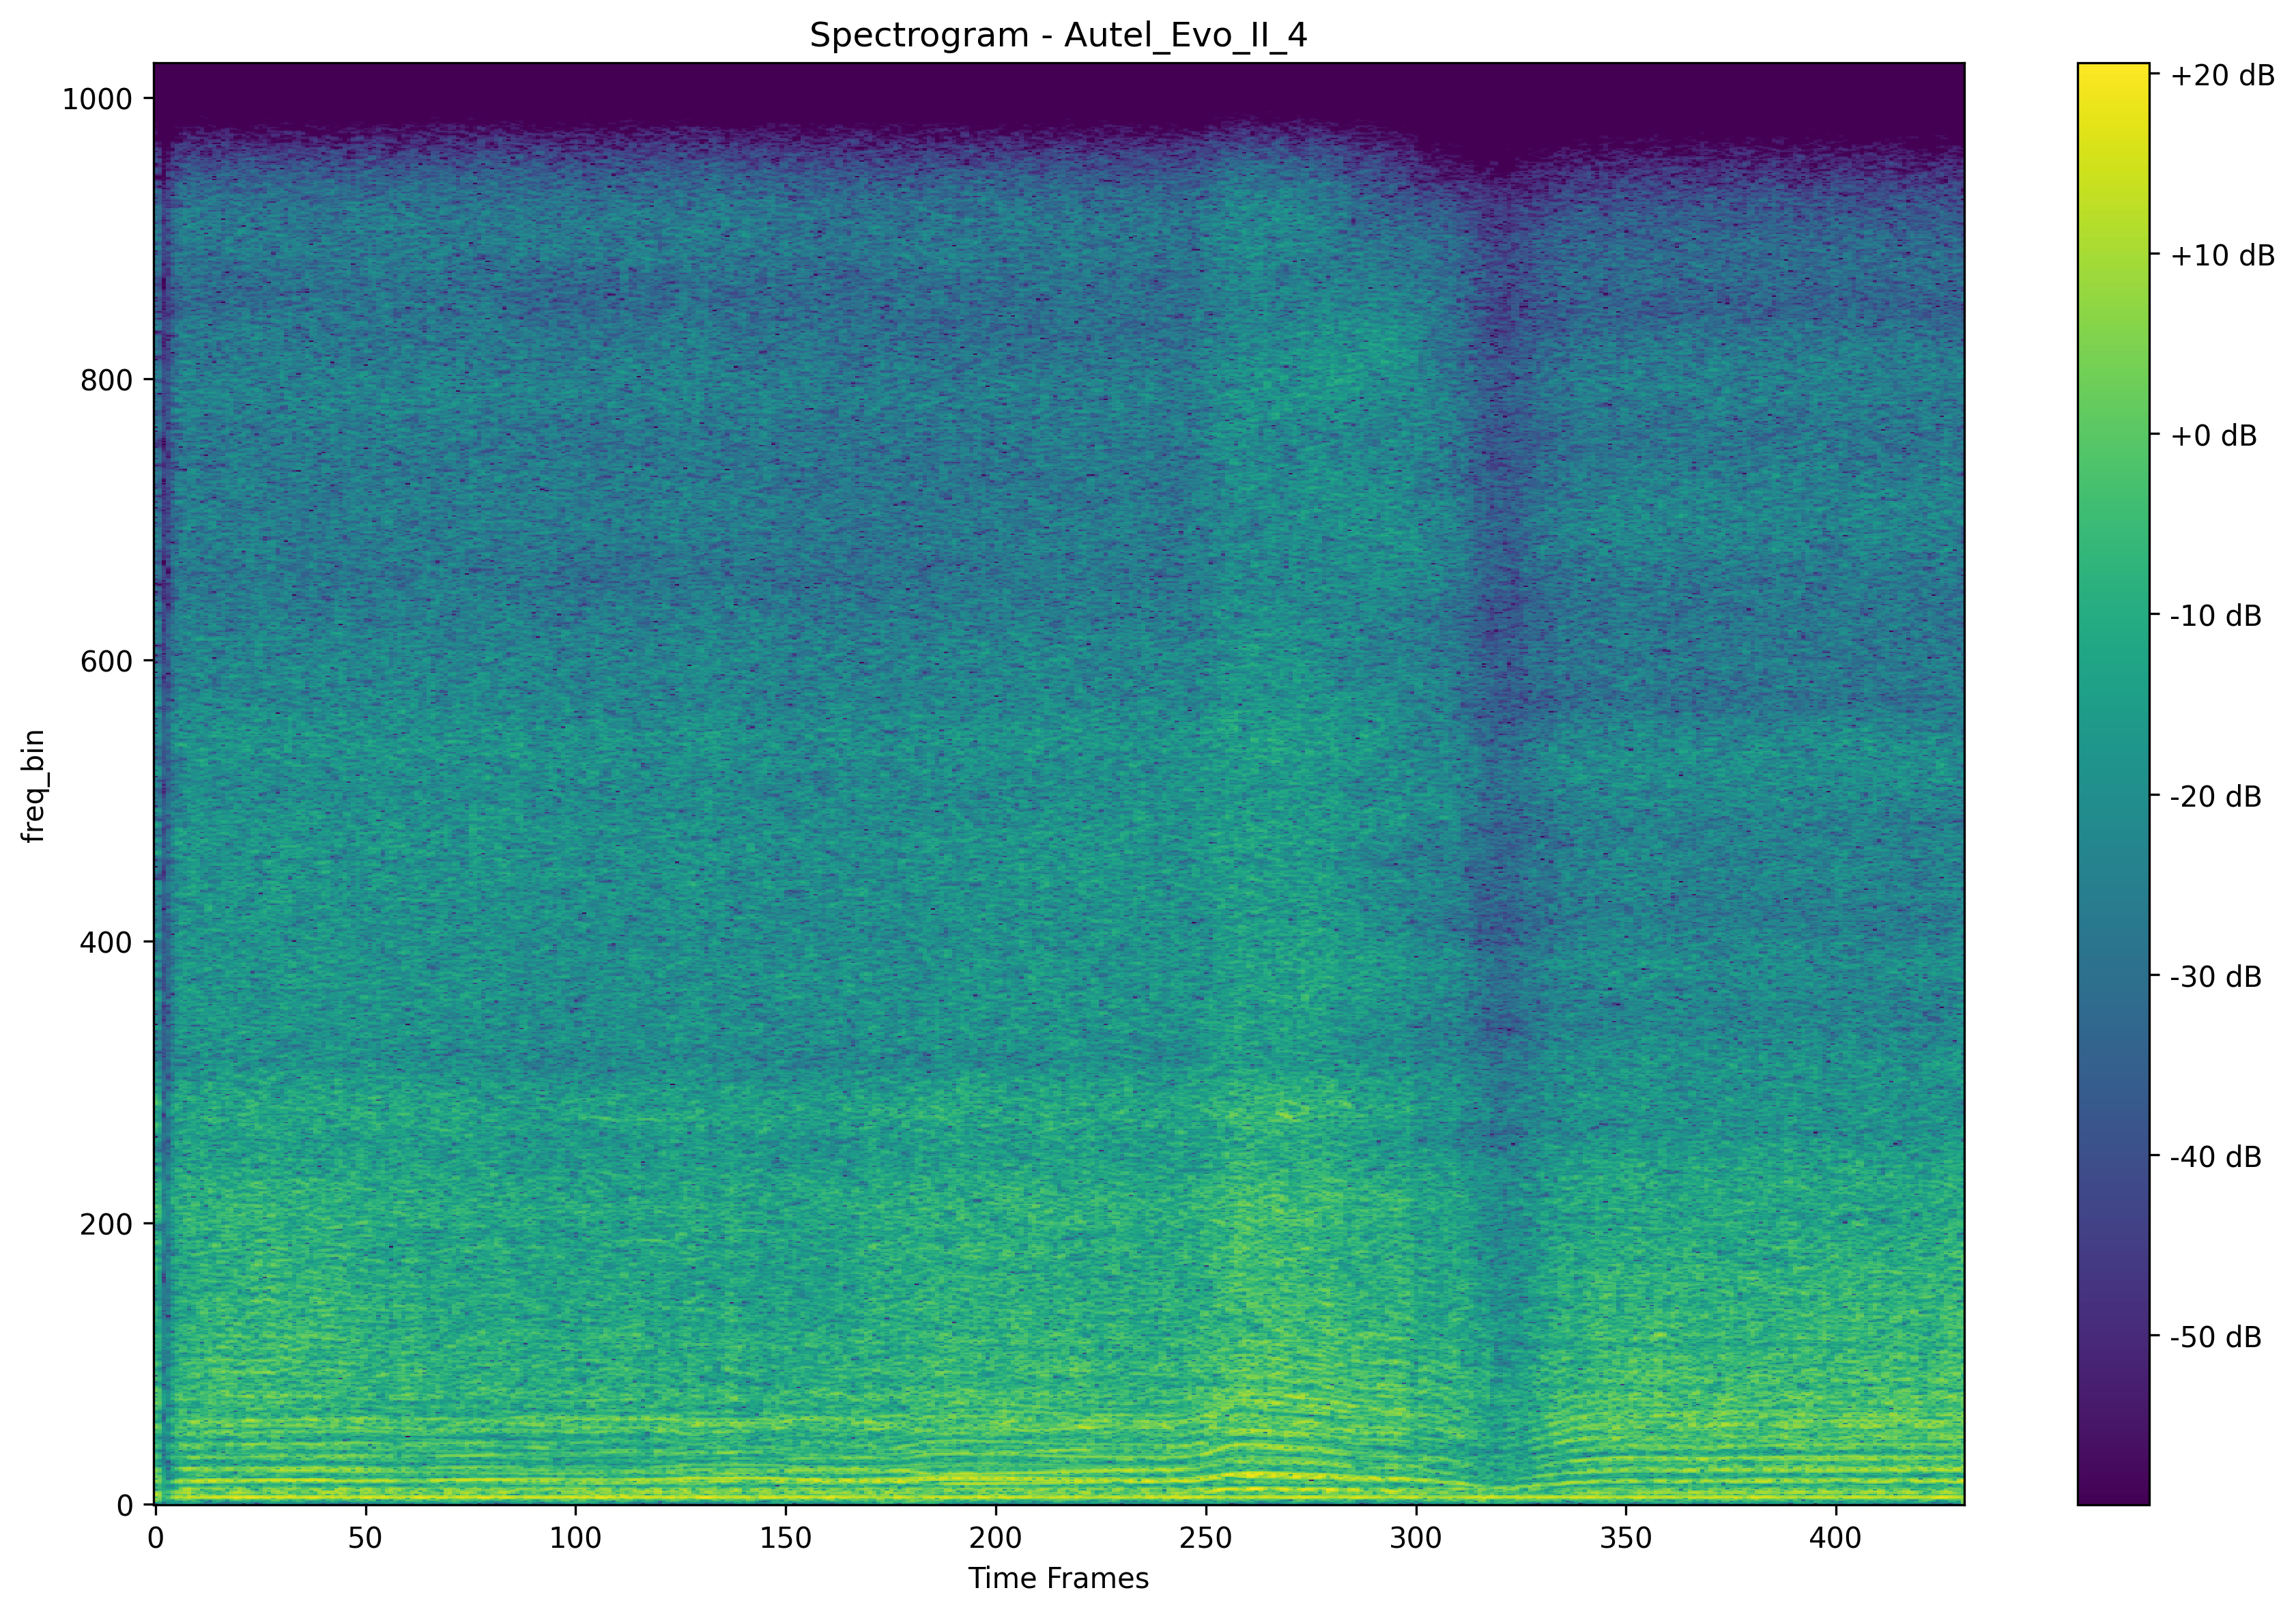 Spectrogram - Autel_Evo_II_4
1000
800
600
400
200
0
freq_bin
0 50 100 150 200 250 300 350 400
Time Frames
+20 dB
+10 dB
+0 dB
-10 dB
-20 dB
-30 dB
-40 dB
-50 dB